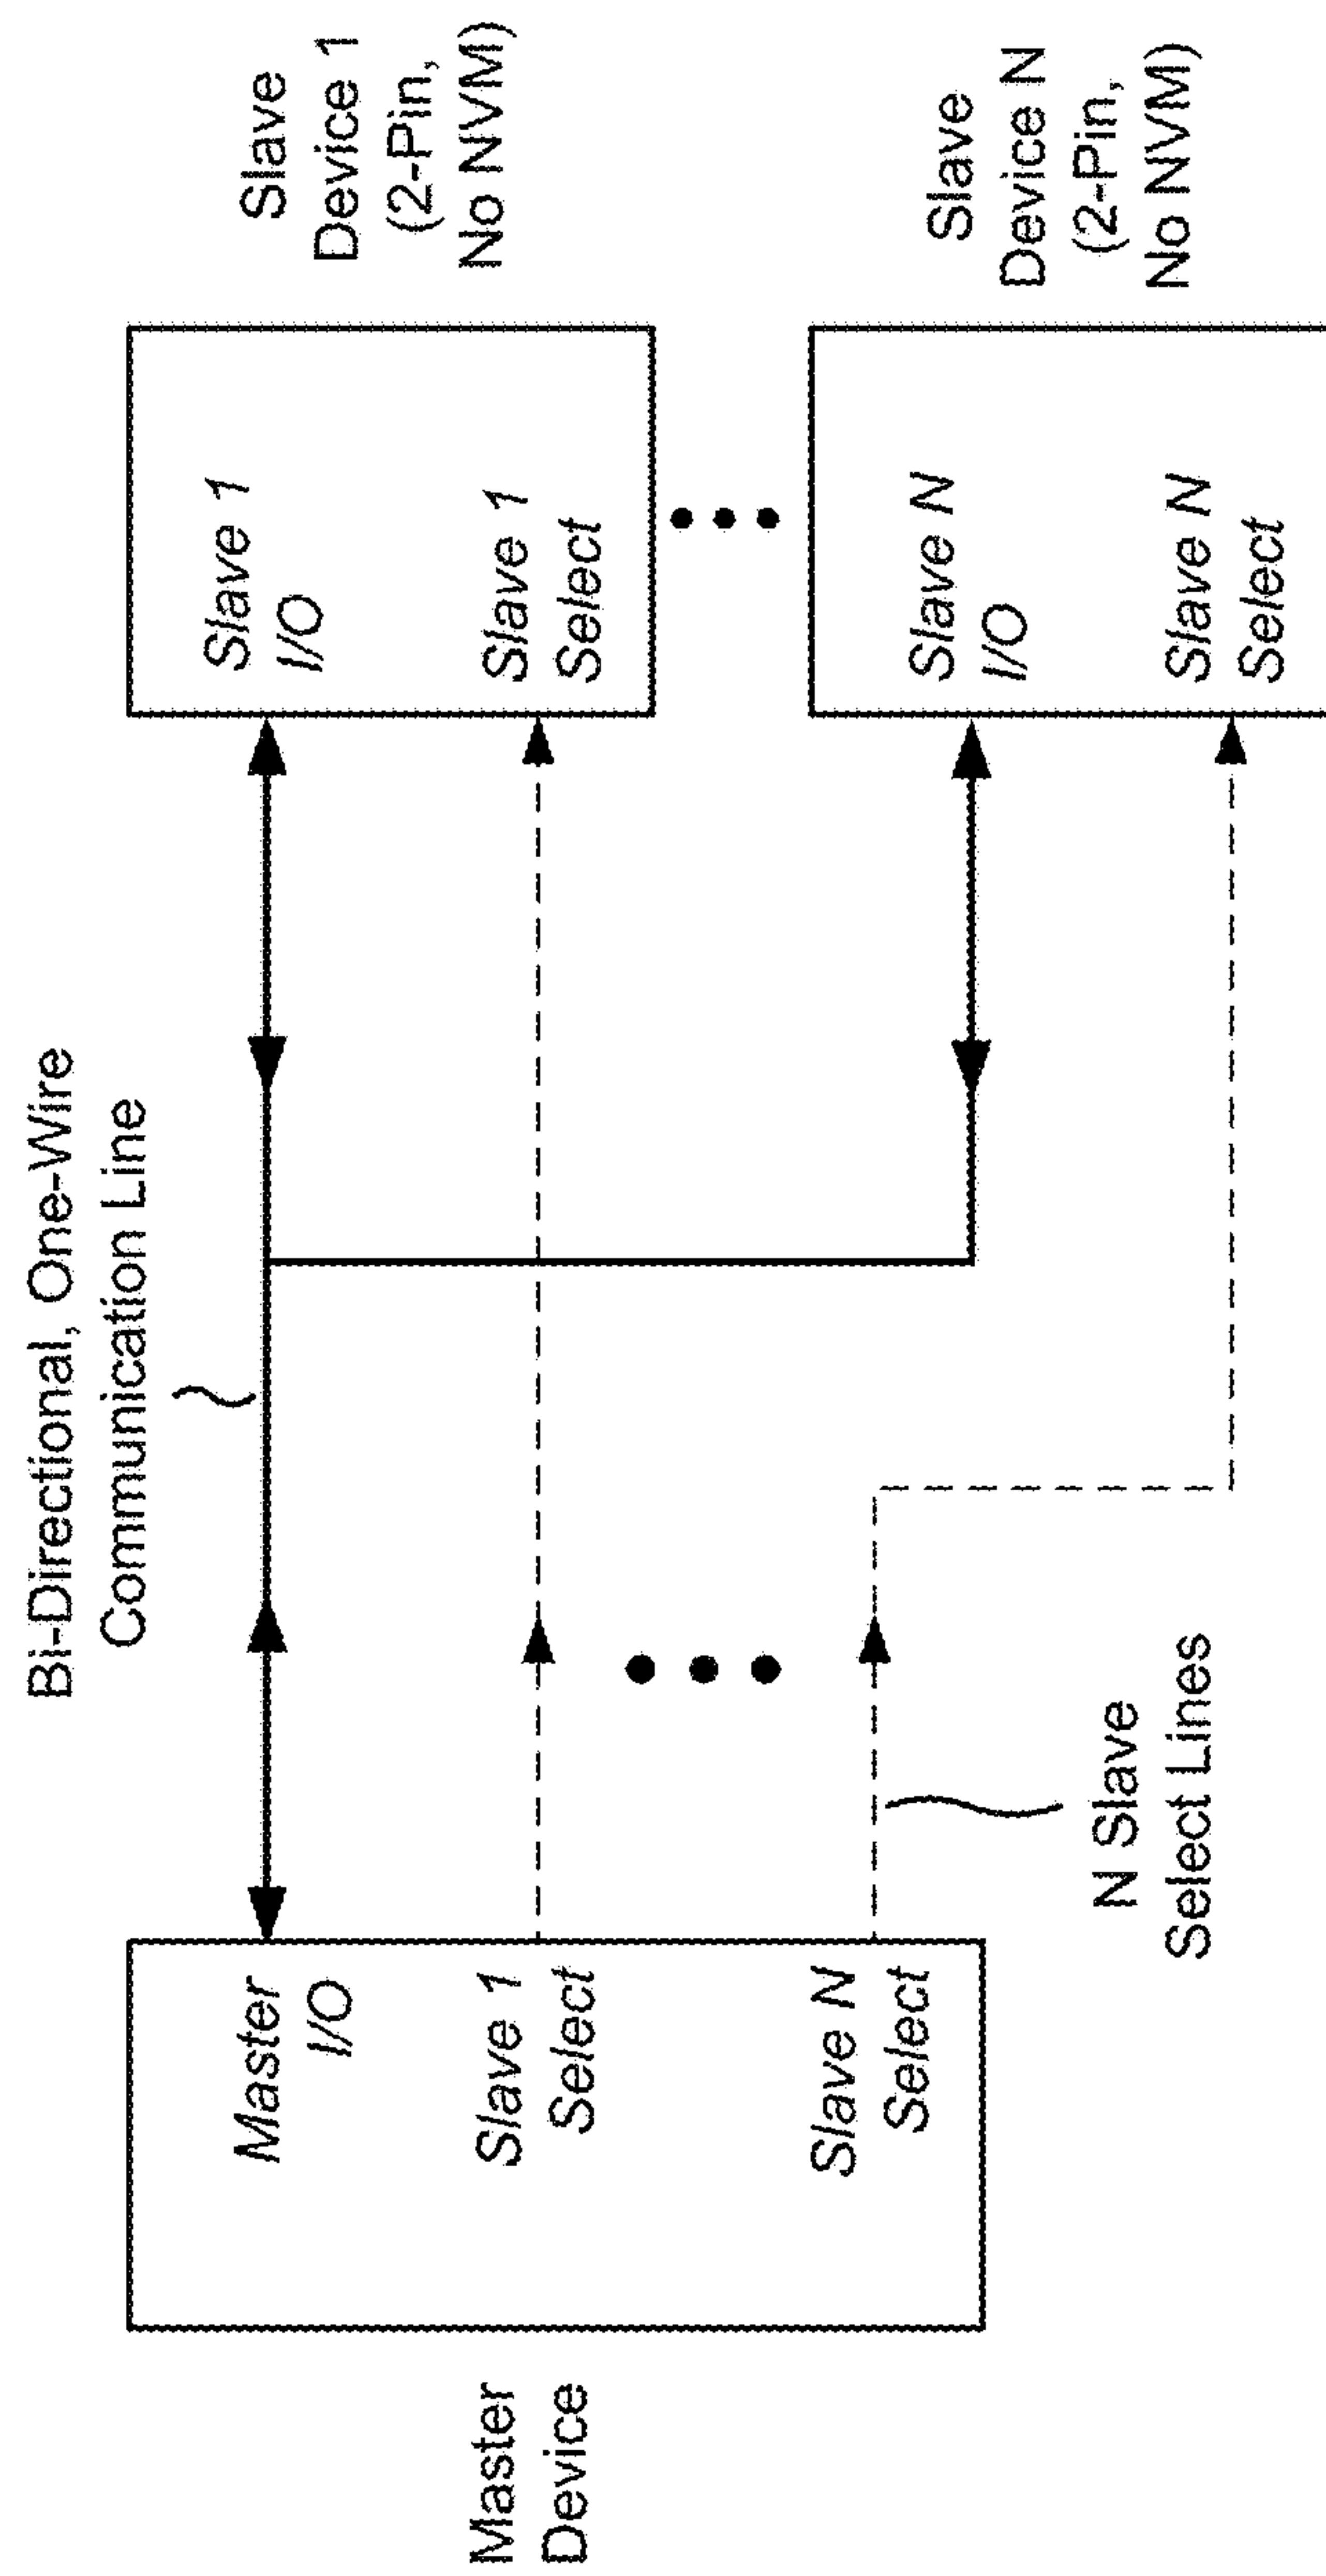 Bi-Directional, One-Wire
Communication Line
Master
Device
Master
I/O
Slave 1
Select
Slave N
Select
N Slave
Select Lines
Slave 1
I/O
Slave 1
Select
Slave
Device 1
(2-Pin,
No NVM)
Slave N
I/O
Slave N
Select
Slave
Device N
(2-Pin,
No NVM)